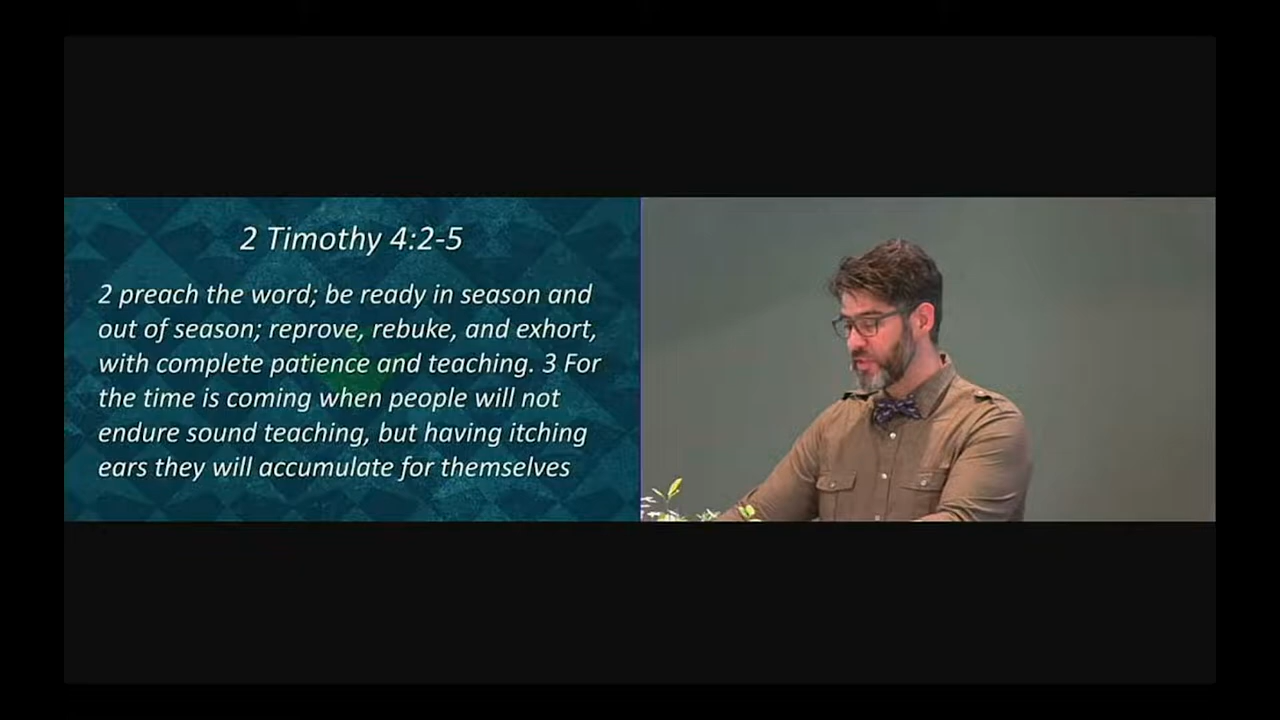 2 Timothy 4:2-5
2 preach the word; be ready in season and
out of season; reprove, rebuke, and exhort,
with complete patience and teaching. 3 For
the time is coming when people will not
endure sound teaching, but having itching
ears they will accumulate for themselves